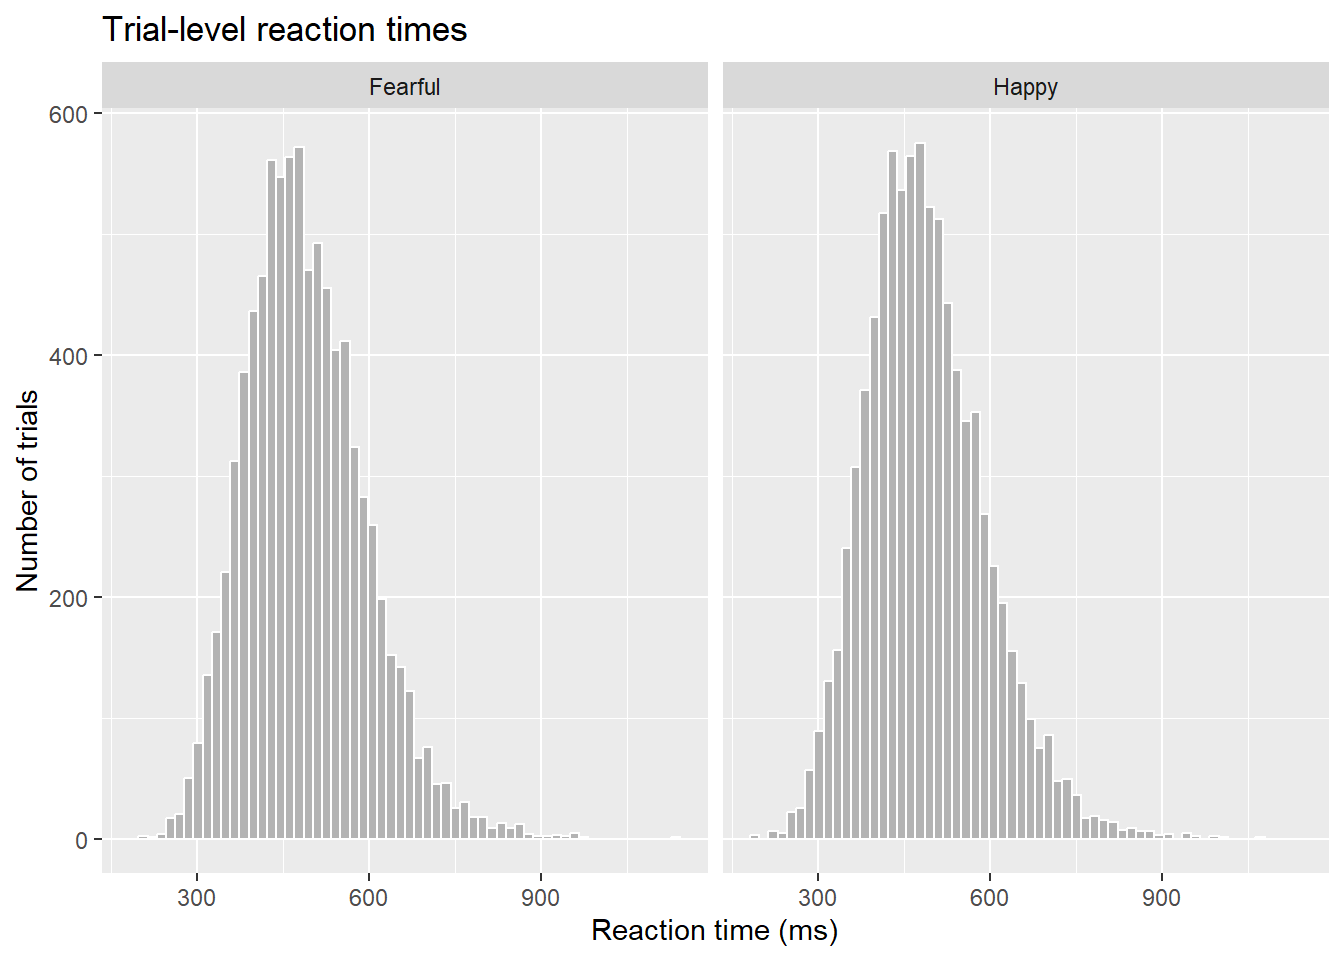 Trial-level reaction times
Fearful
Happy
Number of trials
600
400
200
0
300
600
900
300
600
900
Reaction time (ms)